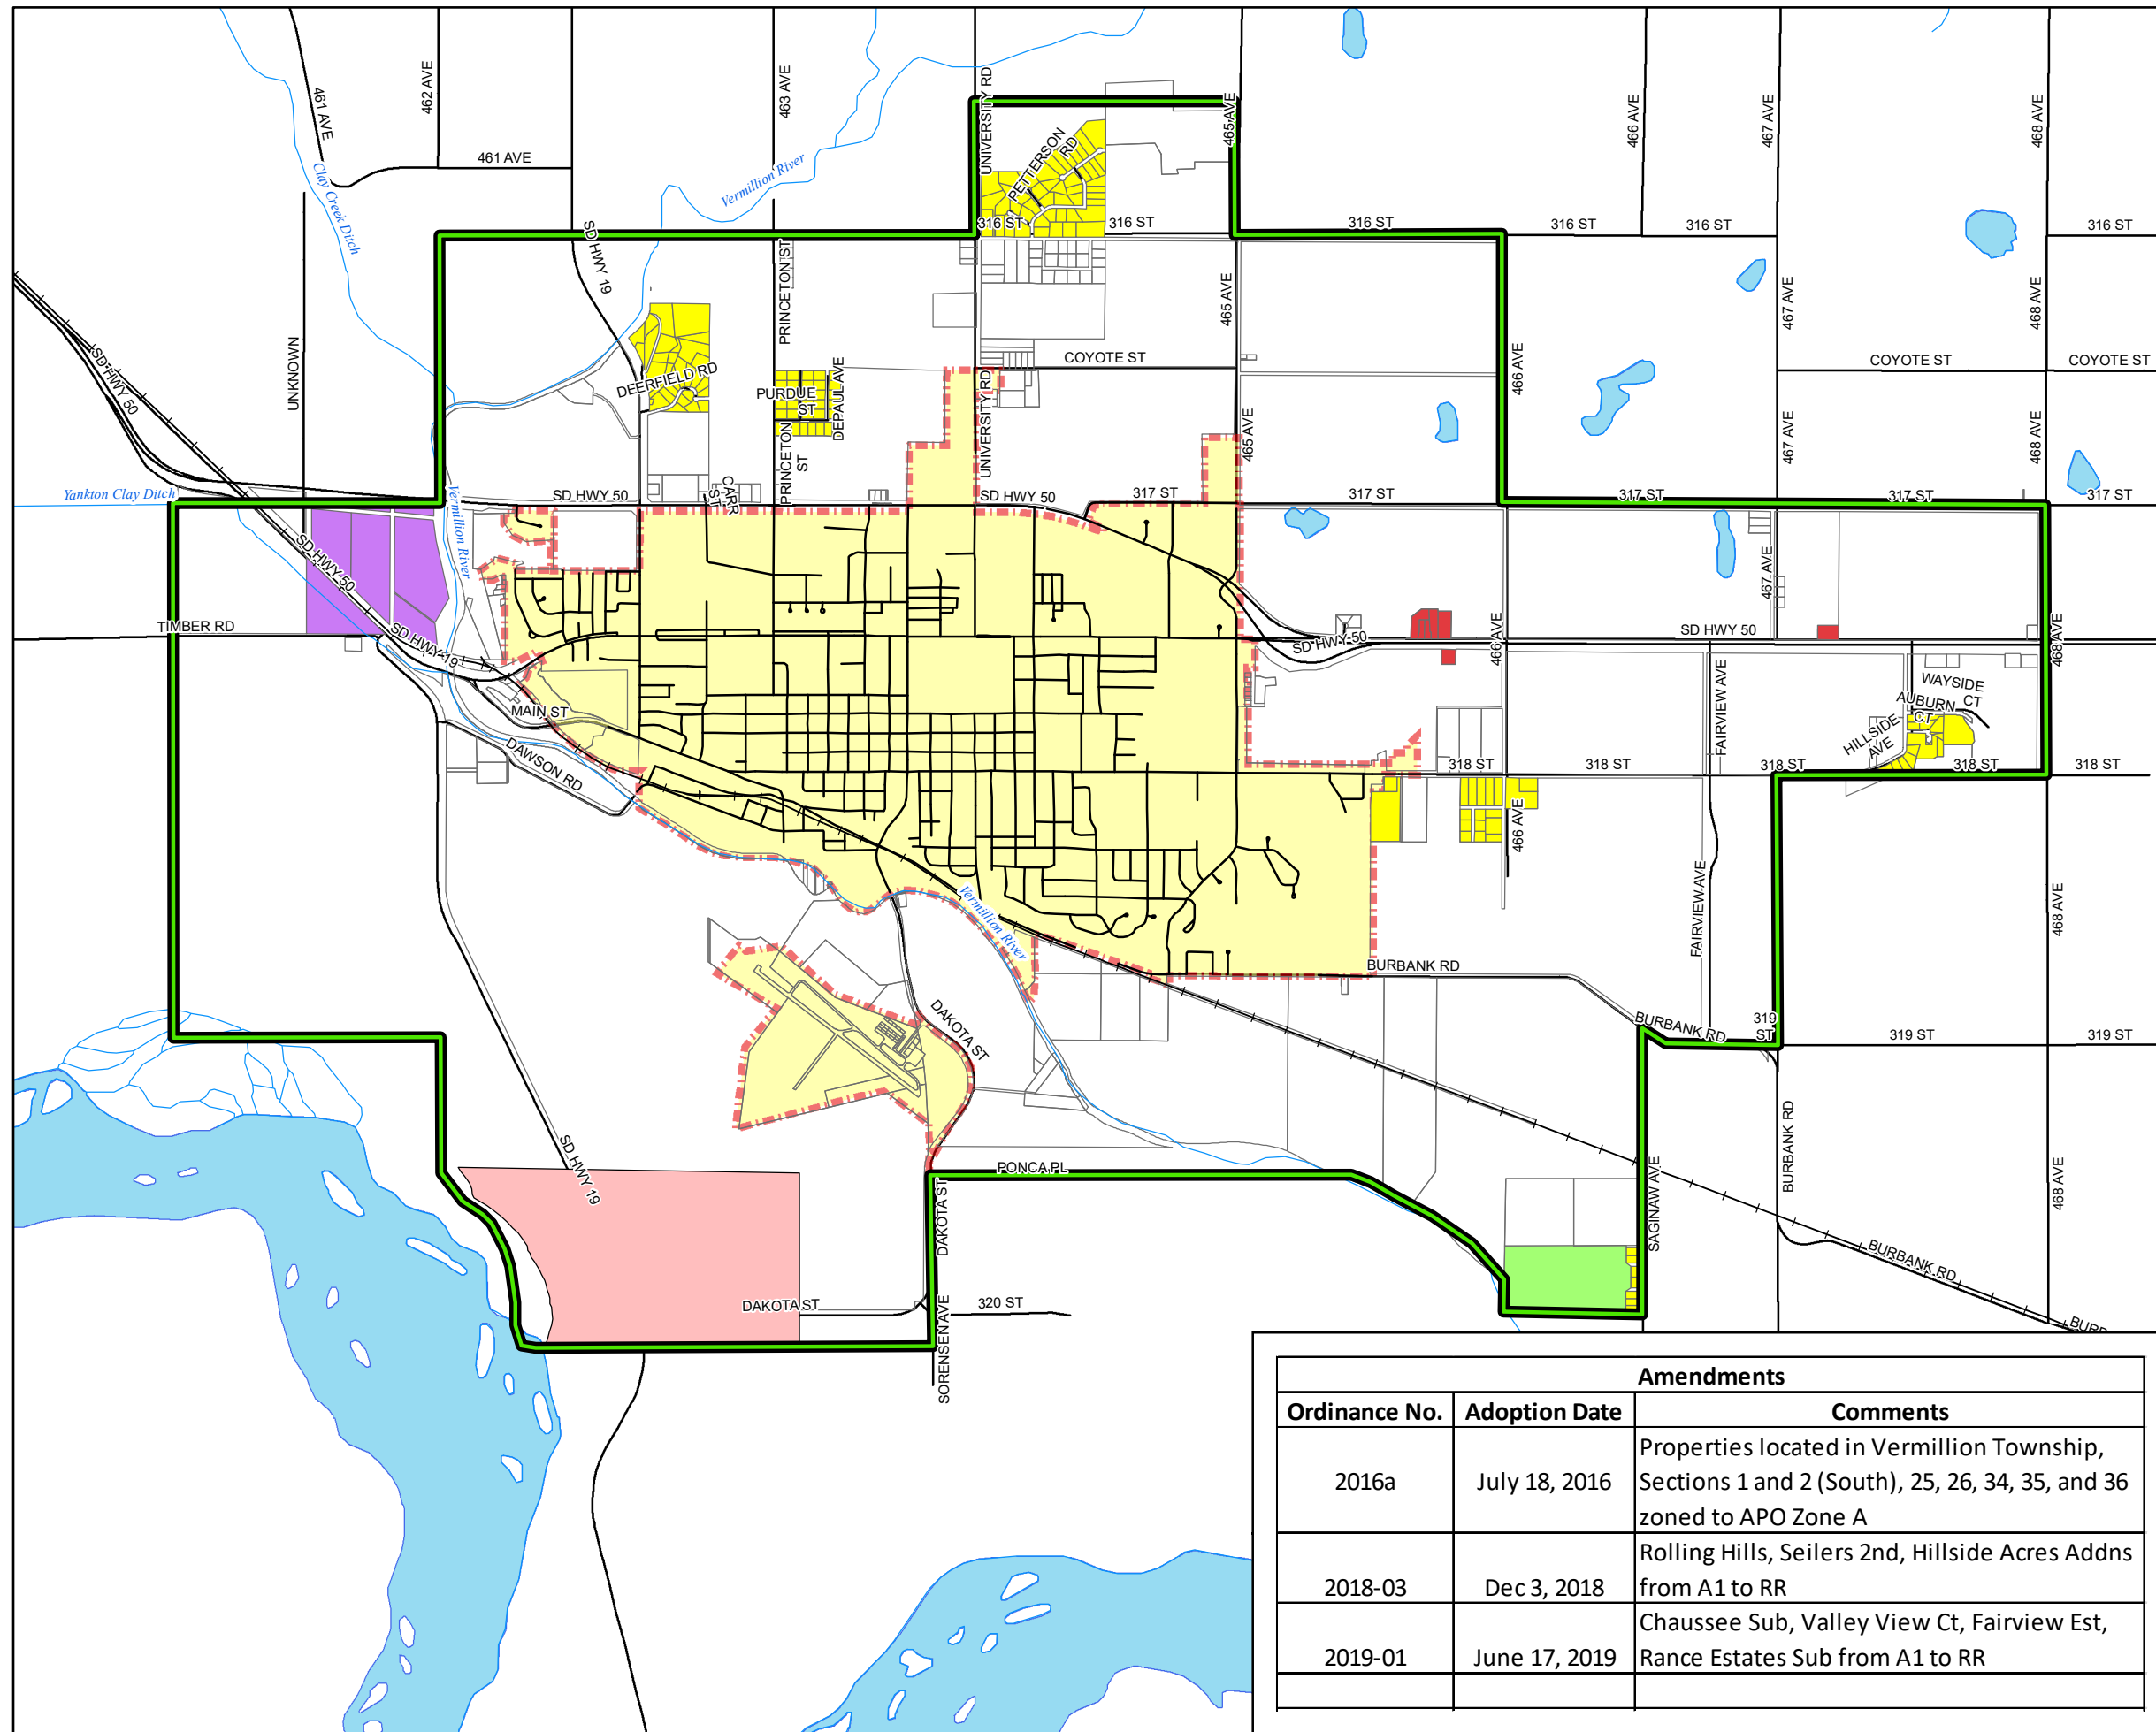 461 AVE
462 AVE
463 AVE
UNIVERSITY RD
465 AVE
466 AVE
467 AVE
468 AVE
461 AVE
Clay Creek Ditch
Vermillion River
PETTERSON
RD
SD HWY 19
PRINCETON ST
316 ST
316 ST
316 ST
316 ST
316 ST
316 ST
465 AVE
467 AVE
468 AVE
UNKNOWN
SD HWY 50
DEERFIELD RD
PURDUE
ST
DEPAUL AVE
UNIVERSITY RD
COYOTE ST
466 AVE
COYOTE ST
COYOTE ST
PRINCETON
ST
CARR
ST
UNIVERSITY RD
465 AVE
467 AVE
468 AVE
Yankton Clay Ditch
Vermillion River
SD HWY 50
SD HWY 50
317 ST
317 ST
317 ST
317 ST
317 ST
SD HWY 50
467 AVE
TIMBER RD
SD HWY 19
SD HWY 50
466 AVE
SD HWY 50
468 AVE
MAIN ST
DAWSON RD
FAIRVIEW AVE
WAYSIDE
CT
AUBURN
CT
HILLSIDE
AVE
318 ST
318 ST
318 ST
318 ST
318 ST
466 AVE
Vermillion River
FAIRVIEW AVE
468 AVE
BURBANK RD
DAKOTA ST
BURBANK RD
319
ST
319 ST
319 ST
SD HWY 19
PONCA PL
DAKOTA ST
SAGINAW AVE
BURBANK RD
468 AVE
BURBANK RD
DAKOTA ST
320 ST
SORENSEN AVE
BURB
Amendments
Ordinance No. Adoption Date Comments
2016a July 18, 2016 Properties located in Vermillion Township,
Sections 1 and 2 (South), 25, 26, 34, 35, and 36
zoned to APO Zone A
2018-03 Dec 3, 2018 Rolling Hills, Seilers 2nd, Hillside Acres Addns
from A1 to RR
2019-01 June 17, 2019 Chaussee Sub, Valley View Ct, Fairview Est,
Rance Estates Sub from A1 to RR